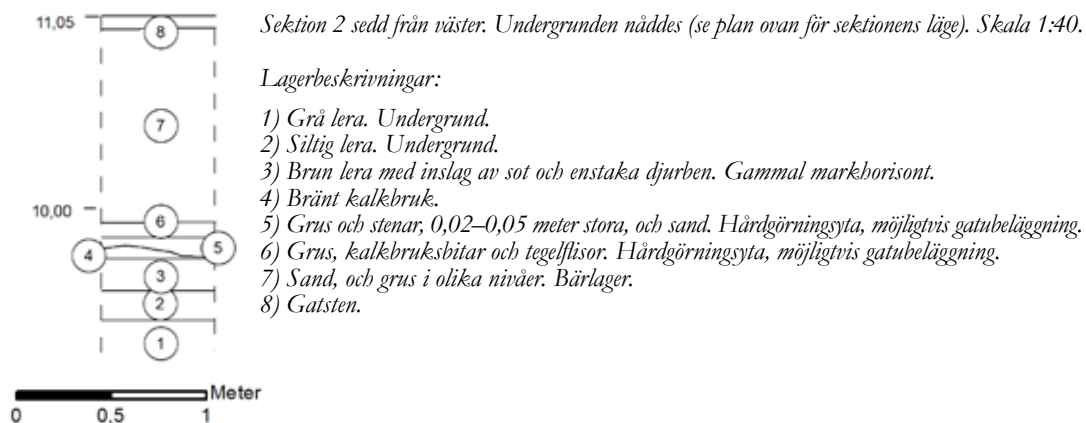 11,05
8
Sektion 2 sedd från väster. Undergrunden nåddes (se plan ovan för sektionens läge). Skala 1:40.
Lagerbeskrivningar:
7
1) Grå lera. Undergrund.
2) Siltig lera. Undergrund.
3) Brun lera med inslag av sot och enstaka djurben. Gammal markhorisont.
4) Bränt kalkbruk.
10,00
6
5) Grus och stenar, 0,02–0,05 meter stora, och sand. Hårdgörningsyta, möjligtvis gatubeläggning.
4
5
6) Grus, kalkbruksbitar och tegelflisor. Hårdgörningsyta, möjligtvis gatubeläggning.
3
7) Sand, och grus i olika nivåer. Bärlager.
2
8) Gatsten.
1
Meter
0 0,5 1